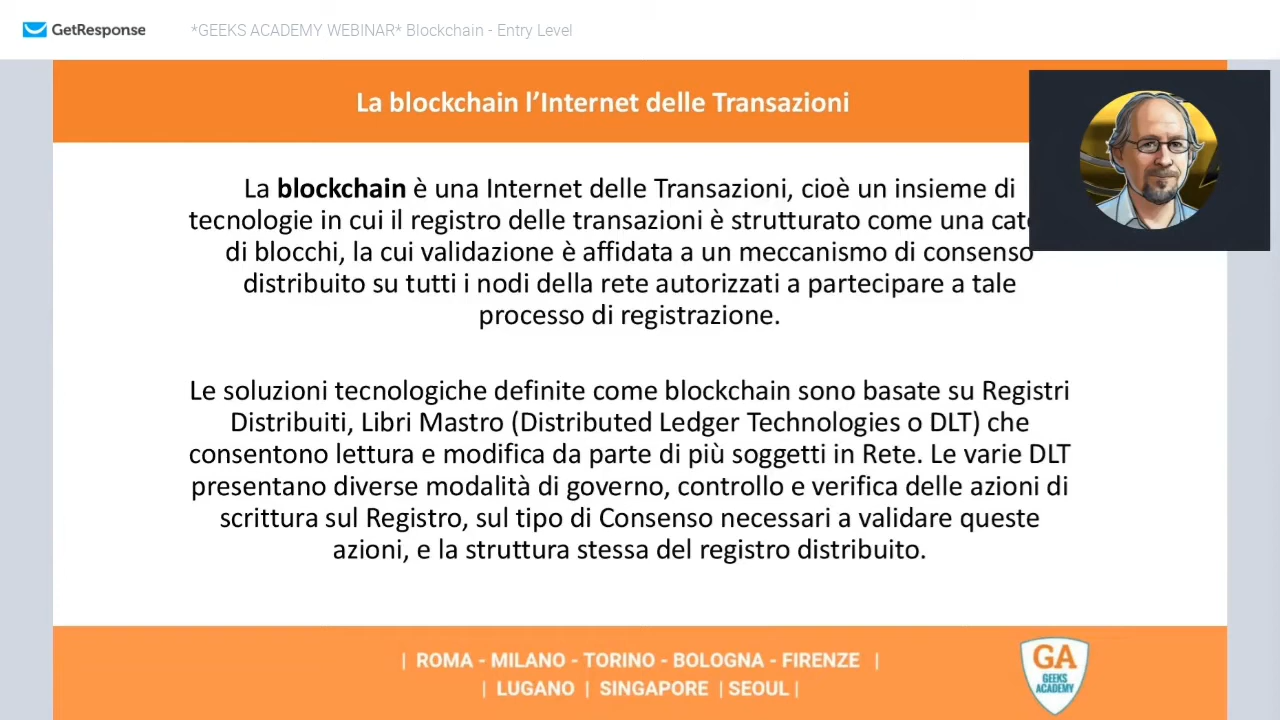 GetResponse
*GEEKS ACADEMY WEBINAR* Blockchain - Entry Level
La blockchain l’Internet delle Transazioni
La blockchain è una Internet delle Transazioni, cioè un insieme di
tecnologie in cui il registro delle transazioni è strutturato come una
di blocchi, la cui validazione è affidata a un meccanismo di consenso
distribuito su tutti i nodi della rete autorizzati a partecipare a tale
processo di registrazione.
Le soluzioni tecnologiche definite come blockchain sono basate su Registri
Distribuiti, Libri Mastro (Distributed Ledger Technologies o DLT) che
consentono lettura e modifica da parte di più soggetti in Rete. Le varie DLT
presentano diverse modalità di governo, controllo e verifica delle azioni di
scrittura sul Registro, sul tipo di Consenso necessari a validare queste
azioni, e la struttura stessa del registro distribuito.
| ROMA - MILANO - TORINO - BOLOGNA - FIRENZE |
| LUGANO | SINGAPORE | SEOUL |
GA
GEEKS
ACADEMY